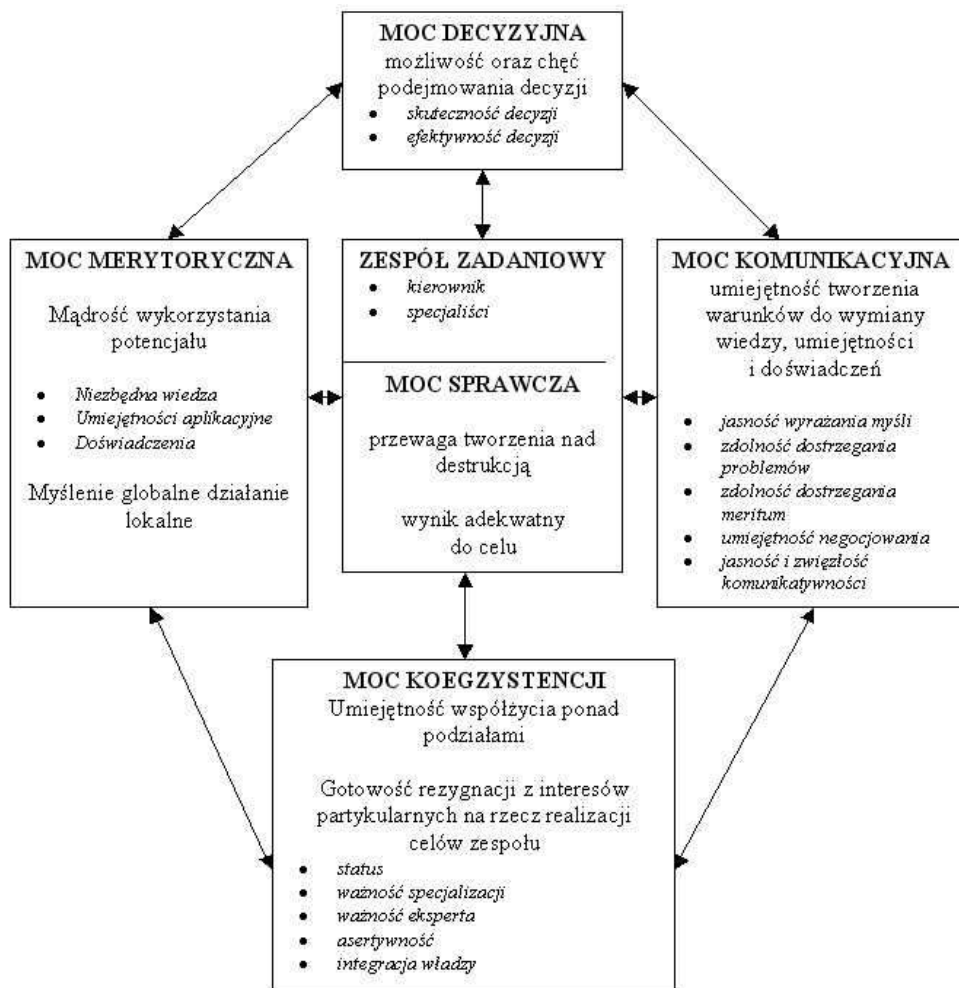 MOC DECYZYJNA
możliwość oraz chęć
podejmowania decyzji
• skuteczność decyzji
• efektywność decyzji
MOC MERYTORYCZNA
Mądrość wykorzystania
potencjału
• Niezbędna wiedza
• Umiejętności aplikacyjne
• Doświadczenia
Myślenie globalne działanie
lokalne
ZESPÓŁ ZADANIOWY
• kierownik
• specjaliści
MOC SPRAWCZA
przewaga tworzenia nad
destrukcją
wynik adekwatny
do celu
MOC KOMUNIKACYJNA
umiejętność tworzenia
warunków do wymiany
wiedzy, umiejętności
i doświadczeń
• jasność wyrażania myśli
• zdolność dostrzegania
problemów
• zdolność dostrzegania
meritum
• umiejętność negocjowania
• jasność i zwięzłość
komunikatywności
MOC KOEGZYSTENCJI
Umiejętność współżycia ponad
podziałami
Gotowość rezygnacji z interesów
partykularnych na rzecz realizacji
celów zespołu
• status
• ważność specjalizacji
• ważność eksperta
• asertywność
• integracja władzy